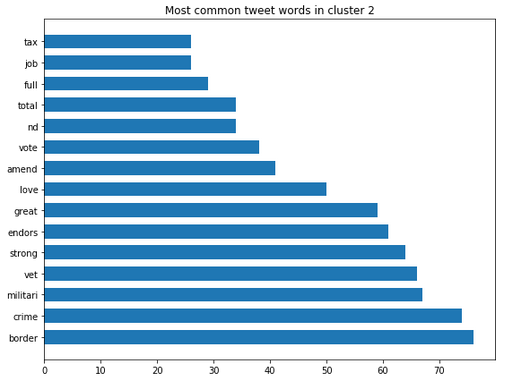 Most common tweet words in cluster 2
tax
job
full
total
nd
vote
amend
love
great
endors
strong
vet
militari
crime
border
0 10 20 30 40 50 60 70